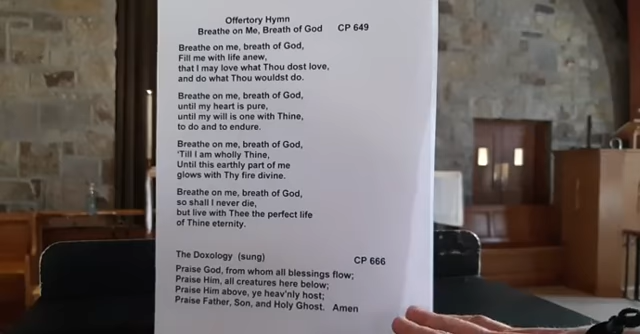 Offertory Hymn
Breathe on Me, Breath of God CP 649
Breathe on me, breath of God,
Fill me with life anew,
that I may love what Thou dost love,
and do what Thou wouldst do.
Breathe on me, breath of God,
until my heart is pure,
until my will is one with Thine,
to do and to endure.
Breathe on me, breath of God,
'Till I am wholly Thine,
Until this earthly part of me
glows with Thy fire divine.
Breathe on me, breath of God,
so shall I never die,
but live with Thee the perfect life
of Thine eternity.
The Doxology (sung) CP 666
Praise God, from whom all blessings flow;
Praise Him, all creatures here below;
Praise Him above, ye heav'nly host;
Praise Father, Son, and Holy Ghost. Amen